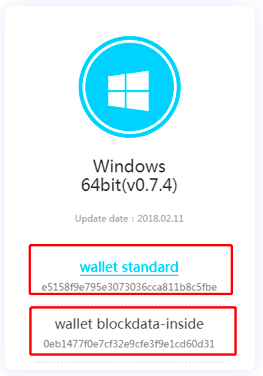 Windows
64bit(v0.7.4)
Update date : 2018.02.11
wallet standard
e5158f9e795e3073036cca811b8c5fbe
wallet blockdata-inside
0eb1477f0e7cf32e9cfe3f9e1cd60d31